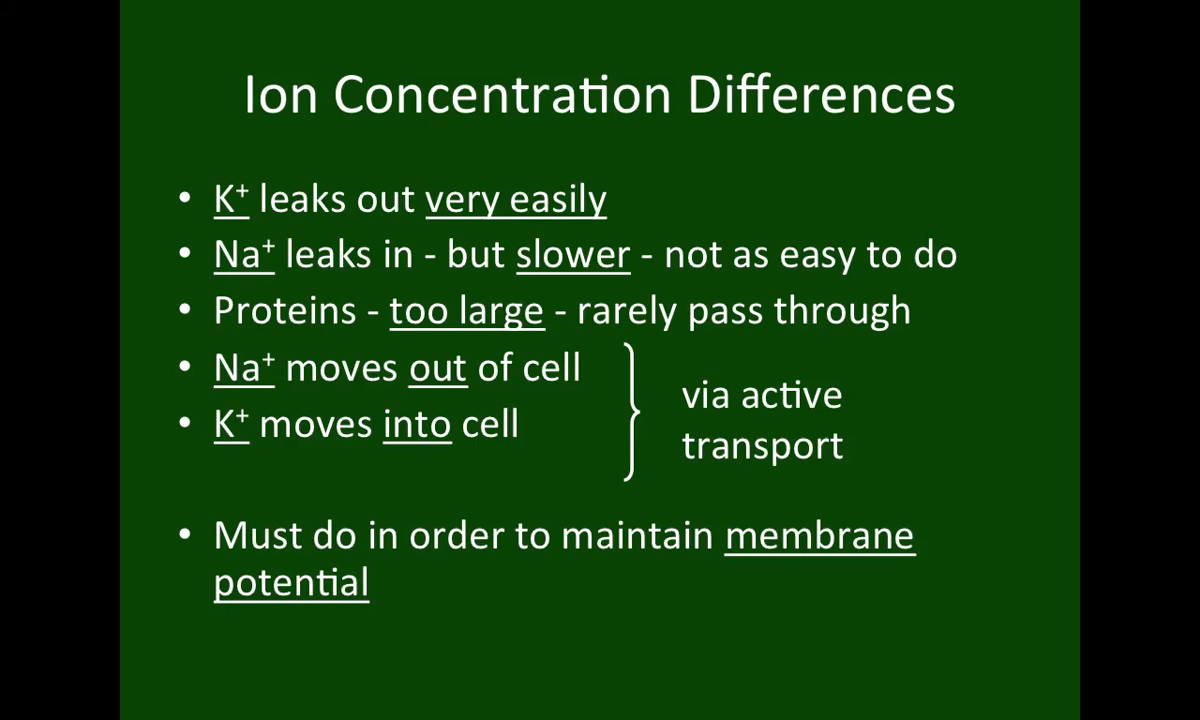 Ion Concentration Differences
• K⁺ leaks out very easily
• Na⁺ leaks in - but slower - not as easy to do
• Proteins - too large - rarely pass through
• Na⁺ moves out of cell
• K⁺ moves into cell
via active
transport
• Must do in order to maintain membrane
potential